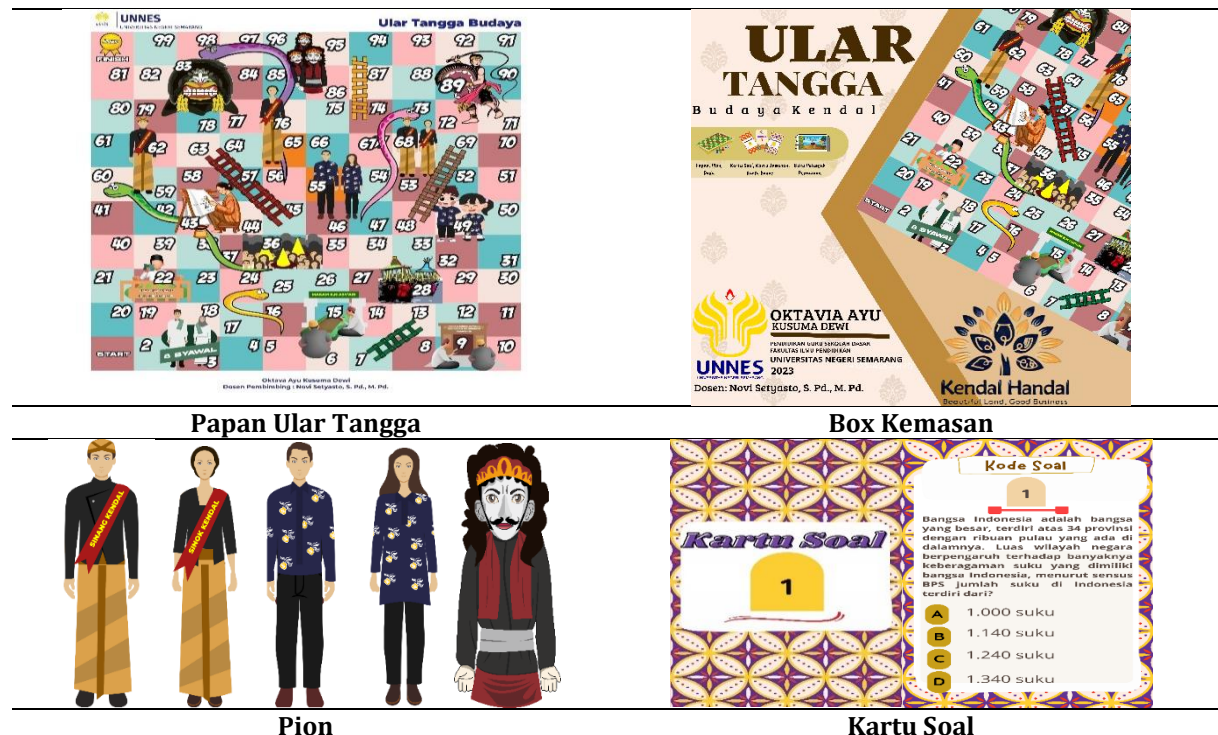 UNNES
UNIVERSITAS NEGERI SEMARANG
Ular Tangga Budaya
FINISH 99 98 97 96 95 94 93 92 91
81 82 83 84 85 86 87 88 89 90
80 79 78 77 76 75 74 73 72 71
61 62 63 64 65 66 67 68 69 70
60 59 58 57 56 55 54 53 52 51
41 42 43 44 45 46 47 48 49 50
40 39 37 36 35 34 33 32 31
21 22 23 24 25 26 27 28 29 30
20 19 18 17 16 15 14 13 12 11
START 2 3 4 5 6 7 8 9 10
8 SYAWAL
Oktava Ayu Kusuma Dewi
Dosen Pembimbing : Novi Setyasto, S. Pd., M. Pd.
ULAR
TANGGA
Budaya Kendal
OKTAVIA AYU
KUSUMA DEWI
PENDIDIKAN GURU SEKOLAH DASAR
FAKULTAS ILMU PENDIDIKAN
UNIVERSITAS NEGERI SEMARANG
2023
UNNES
Dosen: Novi Setyasto, S. Pd., M. Pd.
Kendal Handal
Beautiful Land, Good Business
Papan Ular Tangga
Box Kemasan
SINANG KENDAL
SINOK KENDAL
Kartu Soal
1
Kode Soal
1
Bangsa Indonesia adalah bangsa
yang besar, terdiri atas 34 provinsi
dengan ribuan pulau yang ada di
dalamnya. Luas wilayah negara
berpengaruh terhadap banyaknya
keberagaman suku yang dimiliki
bangsa Indonesia, menurut sensus
BPS jumlah suku di Indonesia
terdiri dari?
A 1.000 suku
B 1.140 suku
C 1.240 suku
D 1.340 suku
Pion
Kartu Soal